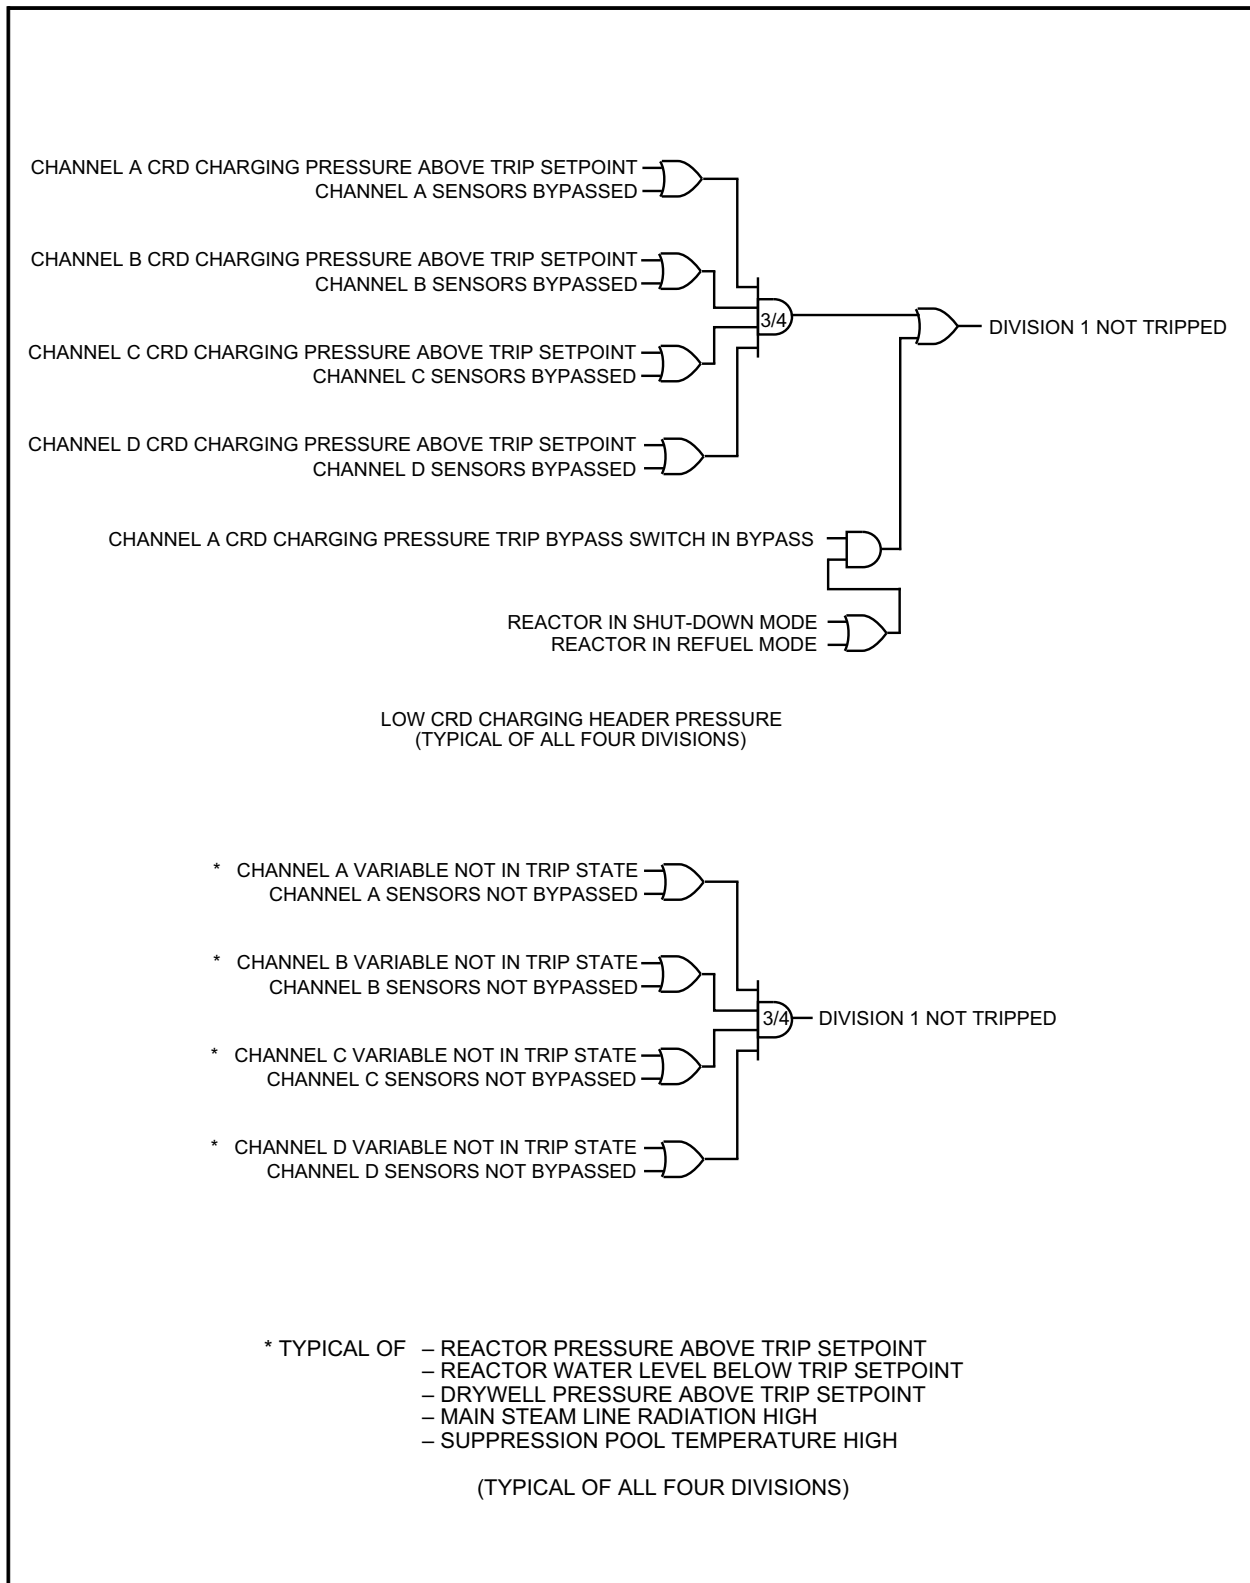 CHANNEL A CRD CHARGING PRESSURE ABOVE TRIP SETPOINT
CHANNEL A SENSORS BYPASSED
CHANNEL B CRD CHARGING PRESSURE ABOVE TRIP SETPOINT
CHANNEL B SENSORS BYPASSED
3/4
DIVISION 1 NOT TRIPPED
CHANNEL C CRD CHARGING PRESSURE ABOVE TRIP SETPOINT
CHANNEL C SENSORS BYPASSED
CHANNEL D CRD CHARGING PRESSURE ABOVE TRIP SETPOINT
CHANNEL D SENSORS BYPASSED
CHANNEL A CRD CHARGING PRESSURE TRIP BYPASS SWITCH IN BYPASS
REACTOR IN SHUT-DOWN MODE
REACTOR IN REFUEL MODE
LOW CRD CHARGING HEADER PRESSURE
(TYPICAL OF ALL FOUR DIVISIONS)
* CHANNEL A VARIABLE NOT IN TRIP STATE
CHANNEL A SENSORS NOT BYPASSED
* CHANNEL B VARIABLE NOT IN TRIP STATE
CHANNEL B SENSORS NOT BYPASSED
3/4
DIVISION 1 NOT TRIPPED
* CHANNEL C VARIABLE NOT IN TRIP STATE
CHANNEL C SENSORS NOT BYPASSED
* CHANNEL D VARIABLE NOT IN TRIP STATE
CHANNEL D SENSORS NOT BYPASSED
* TYPICAL OF – REACTOR PRESSURE ABOVE TRIP SETPOINT
– REACTOR WATER LEVEL BELOW TRIP SETPOINT
– DRYWELL PRESSURE ABOVE TRIP SETPOINT
– MAIN STEAM LINE RADIATION HIGH
– SUPPRESSION POOL TEMPERATURE HIGH
(TYPICAL OF ALL FOUR DIVISIONS)